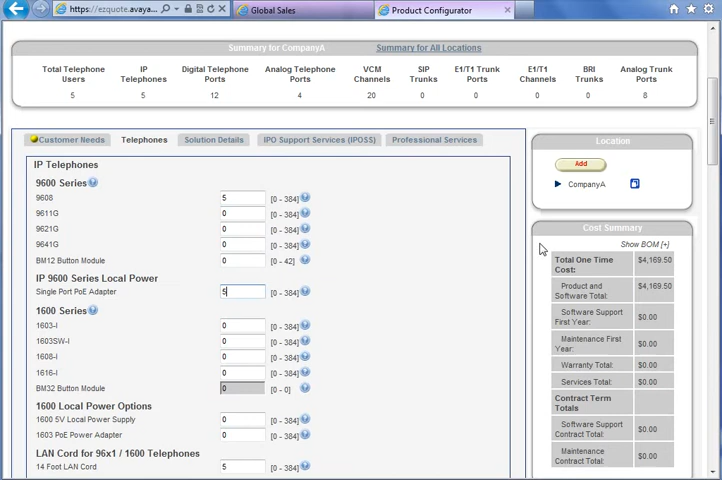 https://ezquote.avaya...
Global Sales
Product Configurator
Summary for CompanyA
Summary for All Locations
Total Telephone Users
IP Telephones
Digital Telephone Ports
Analog Telephone Ports
VCM Channels
SIP Trunks
E1/T1 Trunk Ports
E1/T1 Channels
BRI Trunks
Analog Trunk Ports
5 5 12 4 20 0 0 0 0 8
Customer Needs
Telephones
Solution Details
IPO Support Services (IPOSS)
Professional Services
IP Telephones
9600 Series
9608 5 [0 - 384]
9611G 0 [0 - 384]
9621G 0 [0 - 384]
9641G 0 [0 - 384]
BM12 Button Module 0 [0 - 42]
IP 9600 Series Local Power
Single Port PoE Adapter 5 [0 - 384]
1600 Series
1603-I 0 [0 - 384]
1603SW-I 0 [0 - 384]
1608-I 0 [0 - 384]
1616-I 0 [0 - 384]
BM32 Button Module 0 [0 - 0]
1600 Local Power Options
1600 5V Local Power Supply 0 [0 - 384]
1603 PoE Power Adapter 0 [0 - 384]
LAN Cord for 96x1 / 1600 Telephones
14 Foot LAN Cord 5 [0 - 384]
Location
Add
CompanyA
Cost Summary
Show BOM [+]
Total One Time
Cost: $4,169.50
Product and
Software Total: $4,169.50
Software Support
First Year: $0.00
Maintenance First
Year: $0.00
Warranty Total: $0.00
Services Total: $0.00
Contract Term
Totals
Software Support
Contract Total: $0.00
Maintenance
Contract Total: $0.00